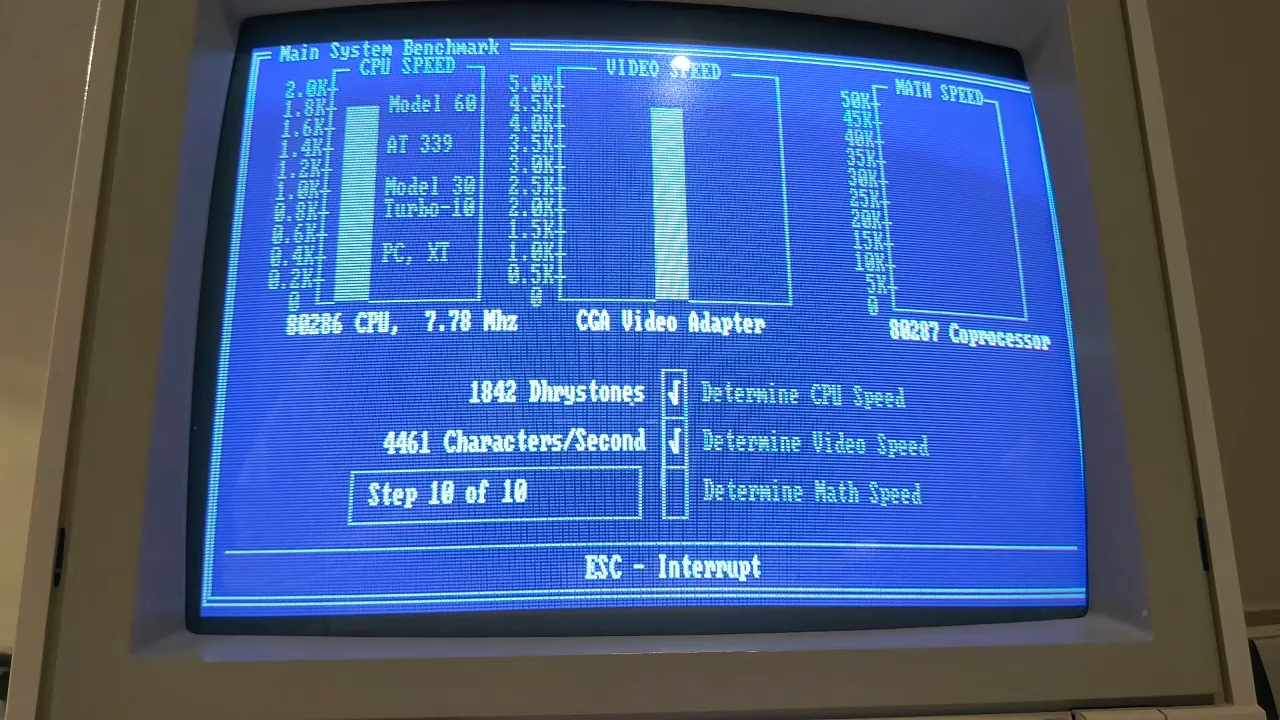 Main System Benchmark
CPU SPEED
2.0K
1.8K
1.6K
1.4K
1.2K
1.0K
0.8K
0.6K
0.4K
0.2K
0
Model 60
AT 339
Model 30
Turbo-10
PC, XT
80286 CPU, 7.78 Mhz
VIDEO SPEED
5.0K
4.5K
4.0K
3.5K
3.0K
2.5K
2.0K
1.5K
1.0K
0.5K
0
CGA Video Adapter
MATH SPEED
50K
45K
40K
35K
30K
25K
20K
15K
10K
5K
0
80287 Coprocessor
1842 Dhrystones √ Determine CPU Speed
4461 Characters/Second √ Determine Video Speed
Step 10 of 10 Determine Math Speed
ESC - Interrupt